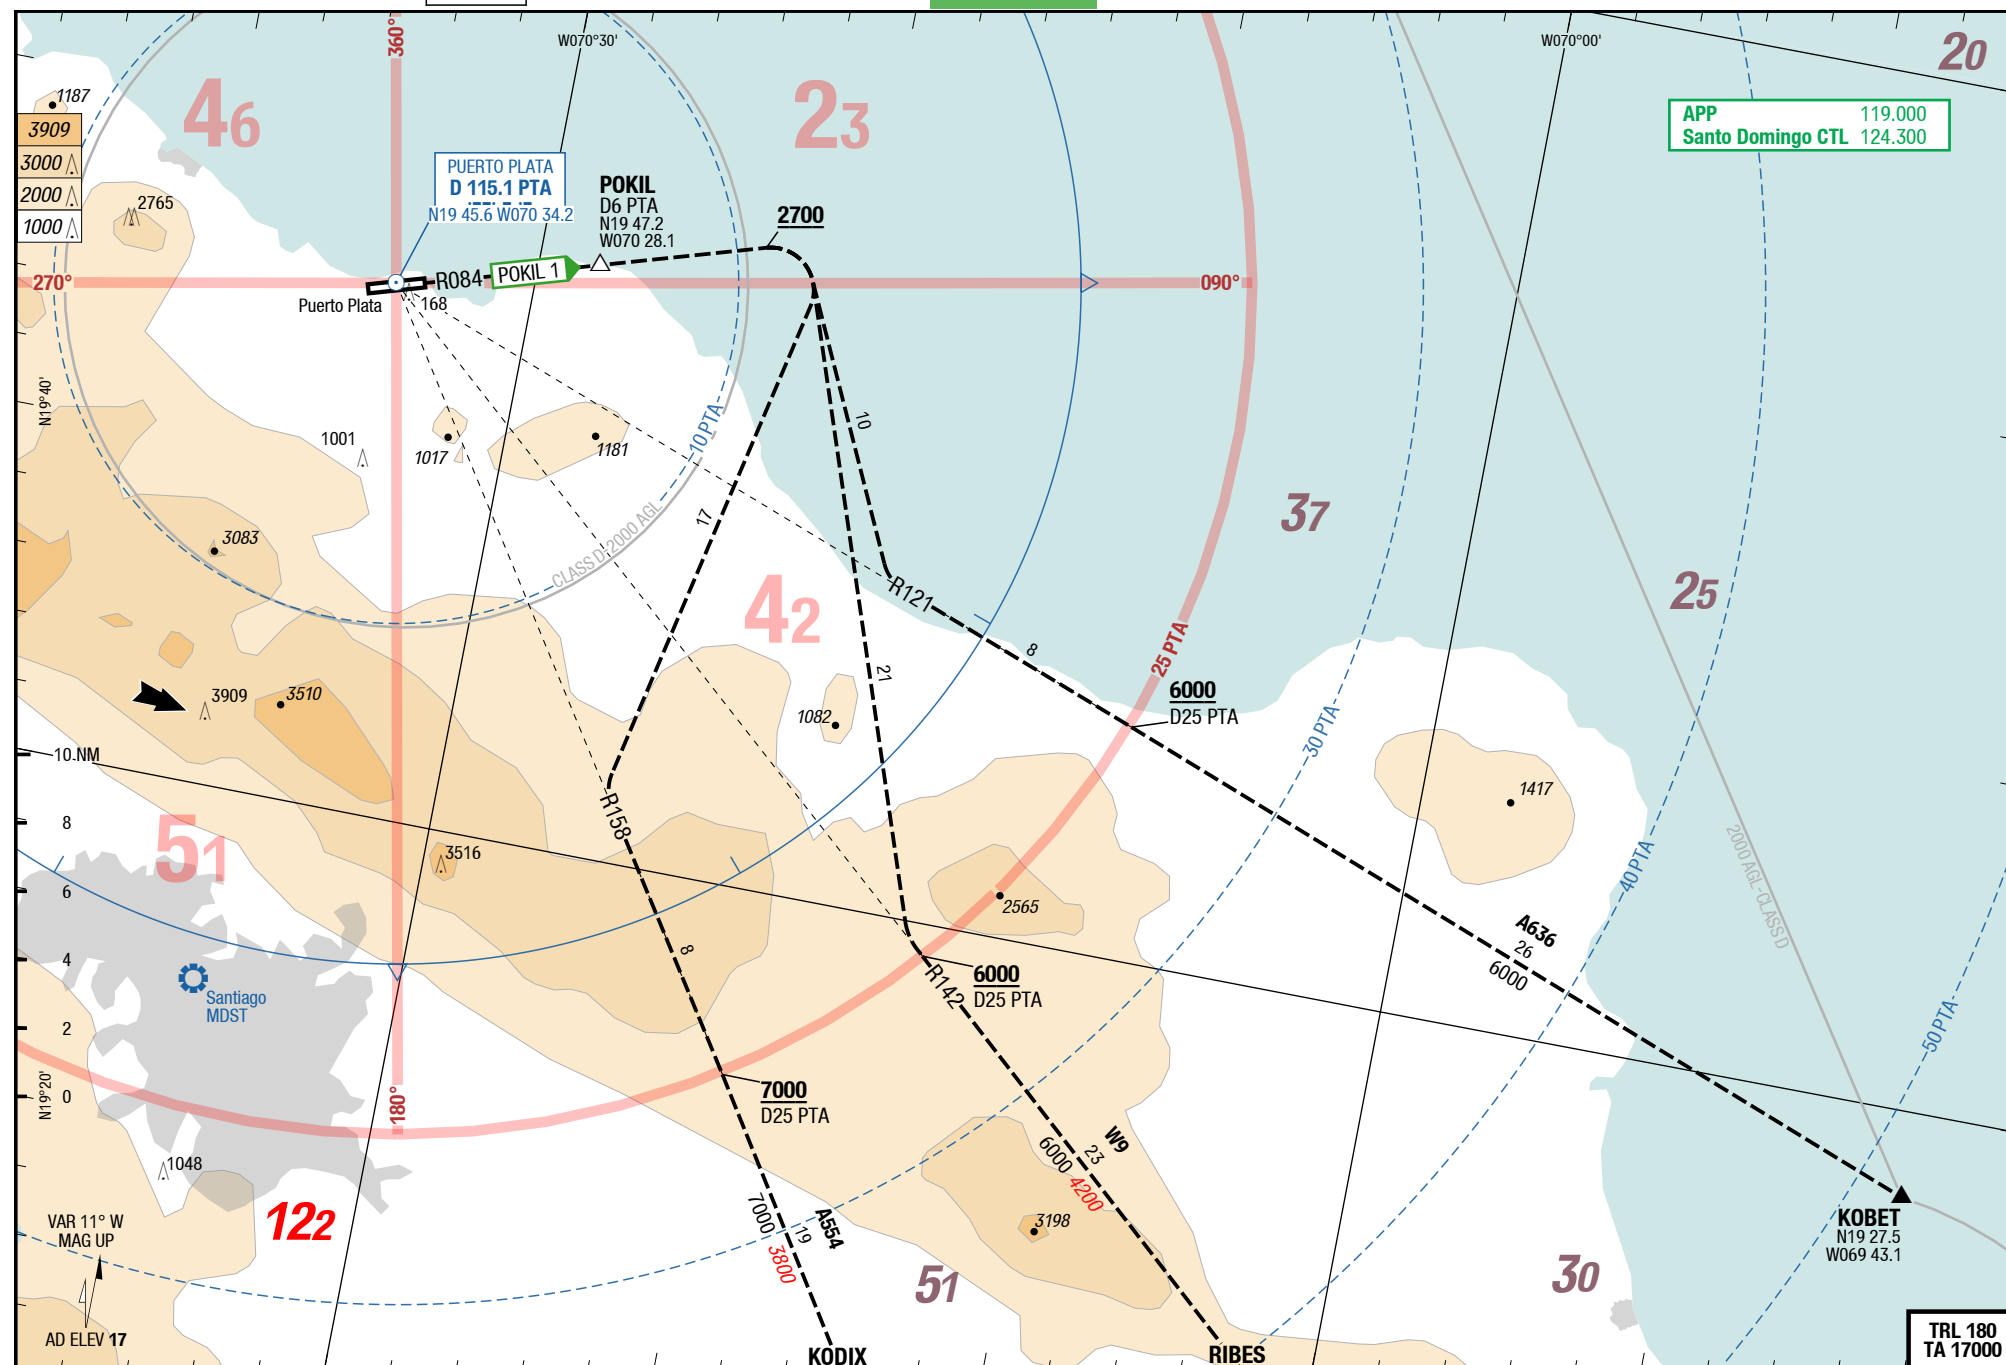 360°
W070°30'
W070°00'
20
1187
46
23
APP 119.000
Santo Domingo CTL 124.300
3909
3000
2000
1000
2765
PUERTO PLATA
D 115.1 PTA
N19 45.6 W070 34.2
POKIL
D6 PTA
N19 47.2
W070 28.1
2700
270°
R084
POKIL 1
090°
Puerto Plata
168
N19°40'
10 PTA
10
1001
1017
1181
17
37
3083
CLASS D-2000 AGL
42
R121
25
8
25 PTA
21
6000
D25 PTA
3909
3510
1082
30 PTA
10 NM
1417
R158
8
51
3516
2000 AGL-CLASS D
40 PTA
6
2565
A636
26
6000
8
4
6000
D25 PTA
R142
Santiago
MDST
2
50 PTA
N19°20'
0
180°
7000
D25 PTA
W9
23
6000
4200
1048
122
VAR 11° W
MAG UP
7000
A554
19
3800
3198
KOBET
N19 27.5
W069 43.1
51
30
AD ELEV 17
TRL 180
TA 17000
KODIX
RIBES